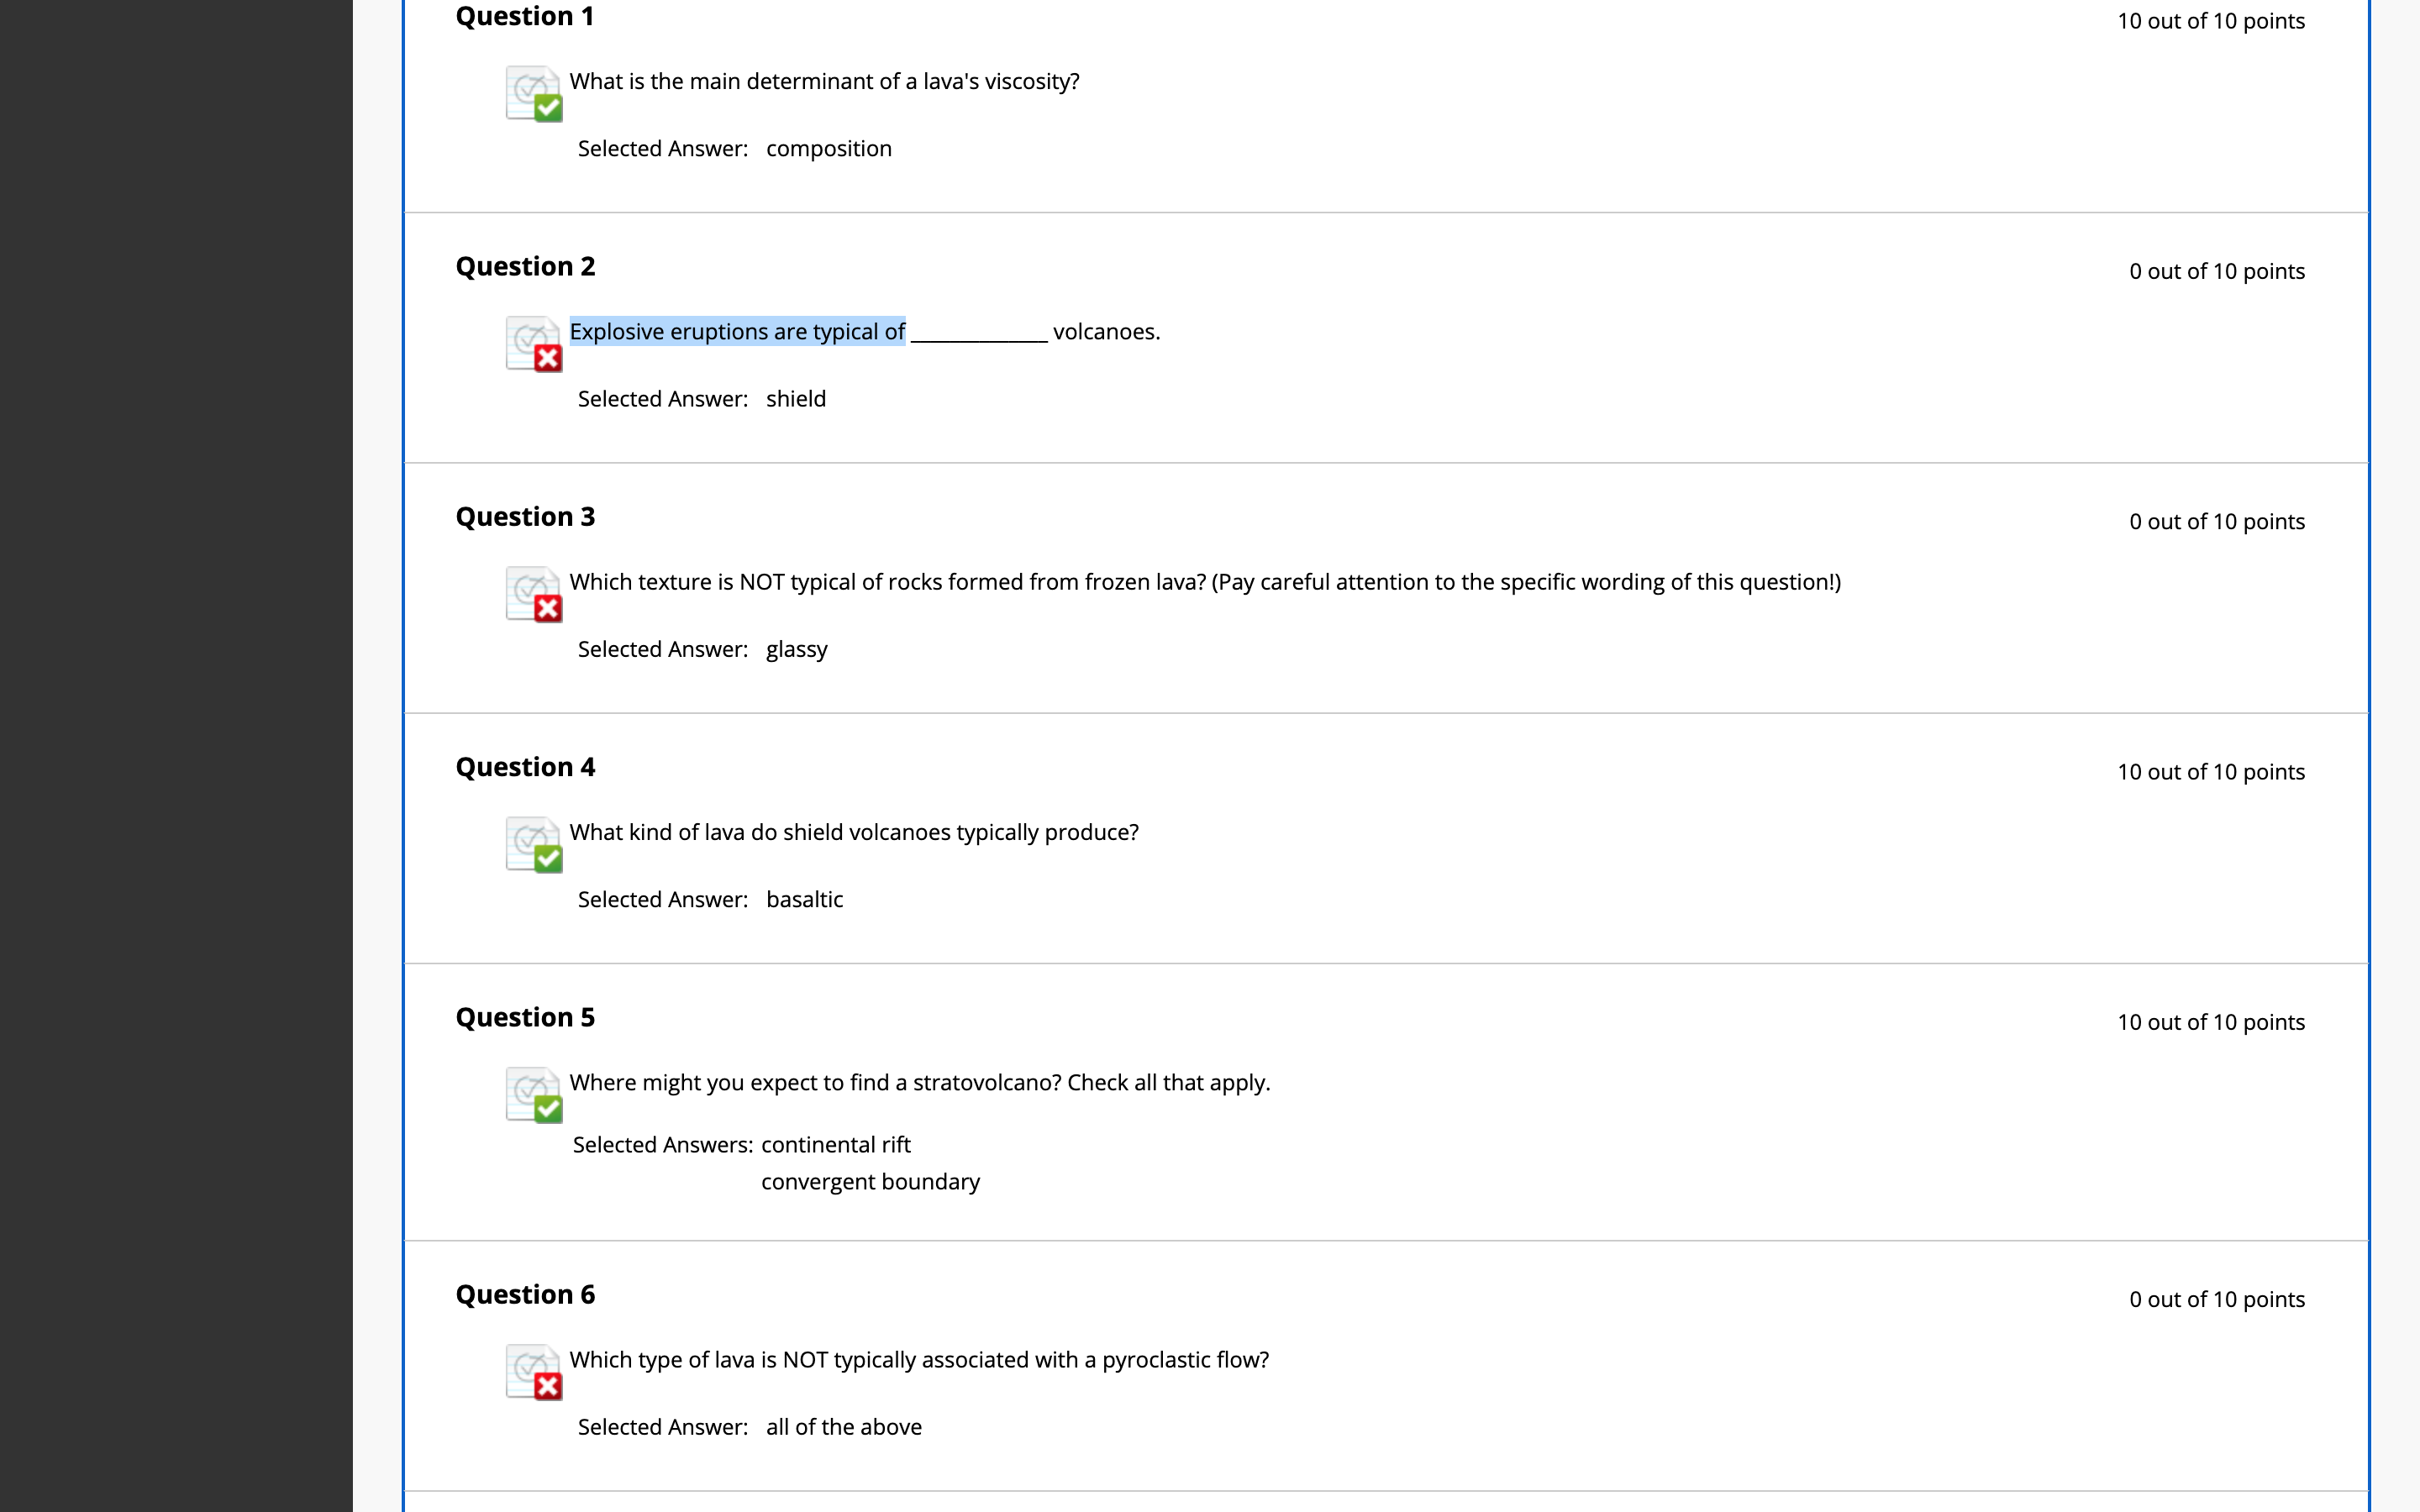 Question 1
10 out of 10 points
What is the main determinant of a lava's viscosity?
Selected Answer: composition
Question 2
0 out of 10 points
Explosive eruptions are typical of ____________ volcanoes.
Selected Answer: shield
Question 3
0 out of 10 points
Which texture is NOT typical of rocks formed from frozen lava? (Pay careful attention to the specific wording of this question!)
Selected Answer: glassy
Question 4
10 out of 10 points
What kind of lava do shield volcanoes typically produce?
Selected Answer: basaltic
Question 5
10 out of 10 points
Where might you expect to find a stratovolcano? Check all that apply.
Selected Answers: continental rift
convergent boundary
Question 6
0 out of 10 points
Which type of lava is NOT typically associated with a pyroclastic flow?
Selected Answer: all of the above